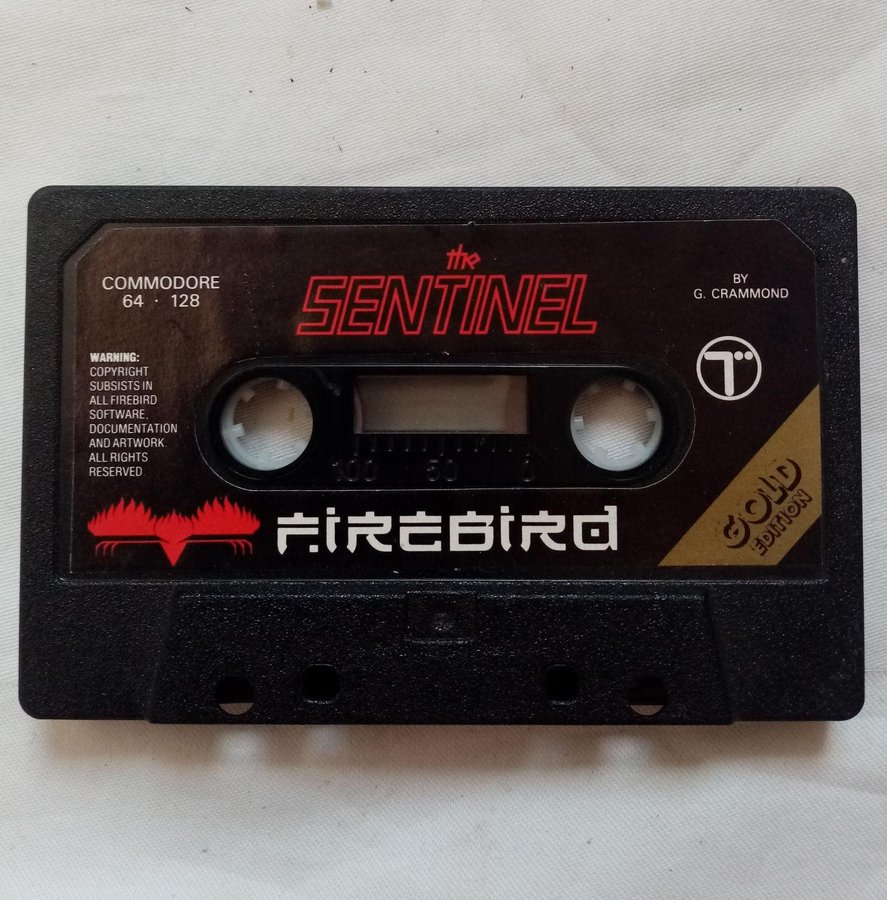 the
SENTINEL
COMMODORE
64 · 128
BY
G. CRAMMOND
T
WARNING:
COPYRIGHT
SUBSISTS IN
ALL FIREBIRD
SOFTWARE,
DOCUMENTATION
AND ARTWORK.
ALL RIGHTS
RESERVED.
100 50 0
FIREBIRD
GOLD
EDITION